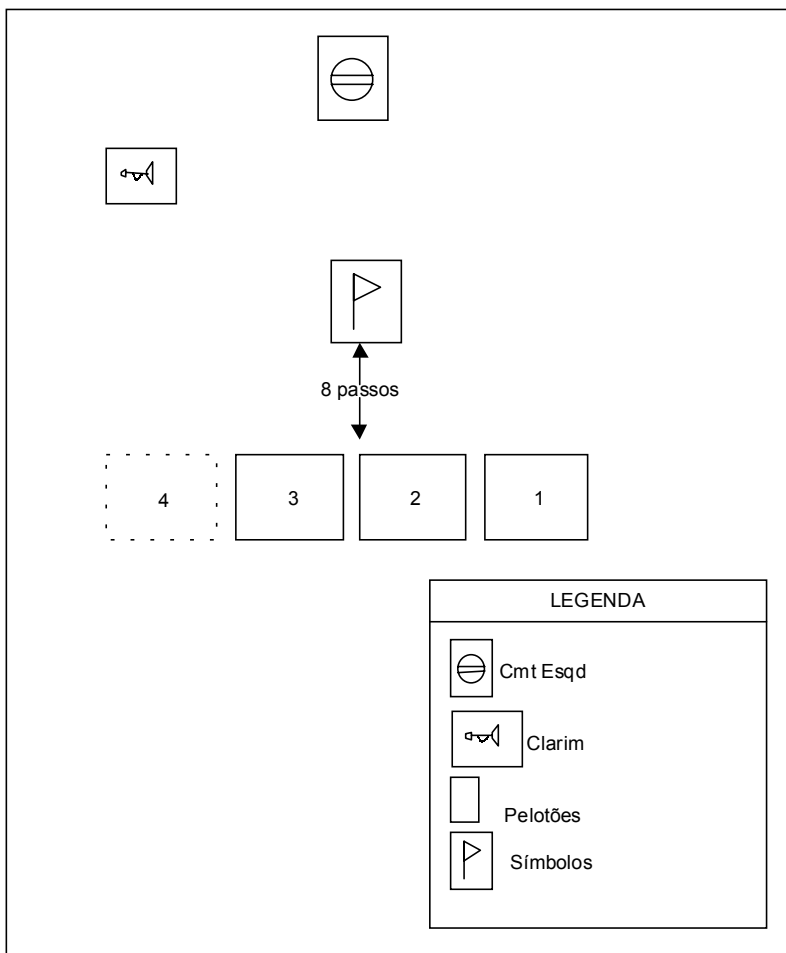 8 passos
4 3 2 1
LEGENDA
Cmt Esqd
Clarim
Pelotões
Símbolos